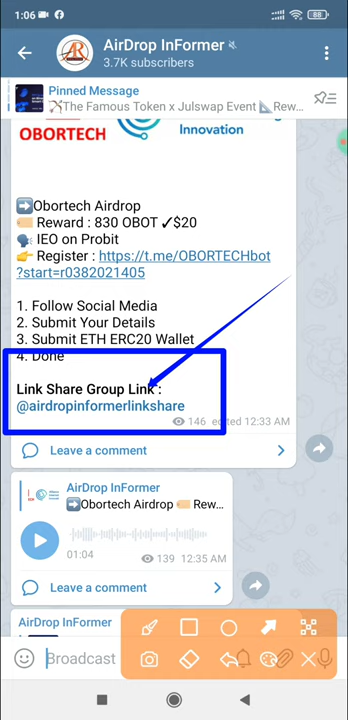 1:06
88
AirDrop InFormer
3.7K subscribers
Pinned Message
The Famous Token x Julswap Event 📐Rew...
OBORTECH
Innovation
➡️Obortech Airdrop
🏷️ Reward : 830 OBOT ✓$20
🗣️ IEO on Probit
👉 Register : https://t.me/OBORTECHbot
?start=r0382021405
1. Follow Social Media
2. Submit Your Details
3. Submit ETH ERC20 Wallet
4. Done
Link Share Group Link :
@airdropinformerlinkshare
146 edited 12:33 AM
Leave a comment
AirDrop InFormer
➡️Obortech Airdrop 🏷️ Rew...
01:04
139 12:35 AM
Leave a comment
AirDrop InFormer
Broadcast